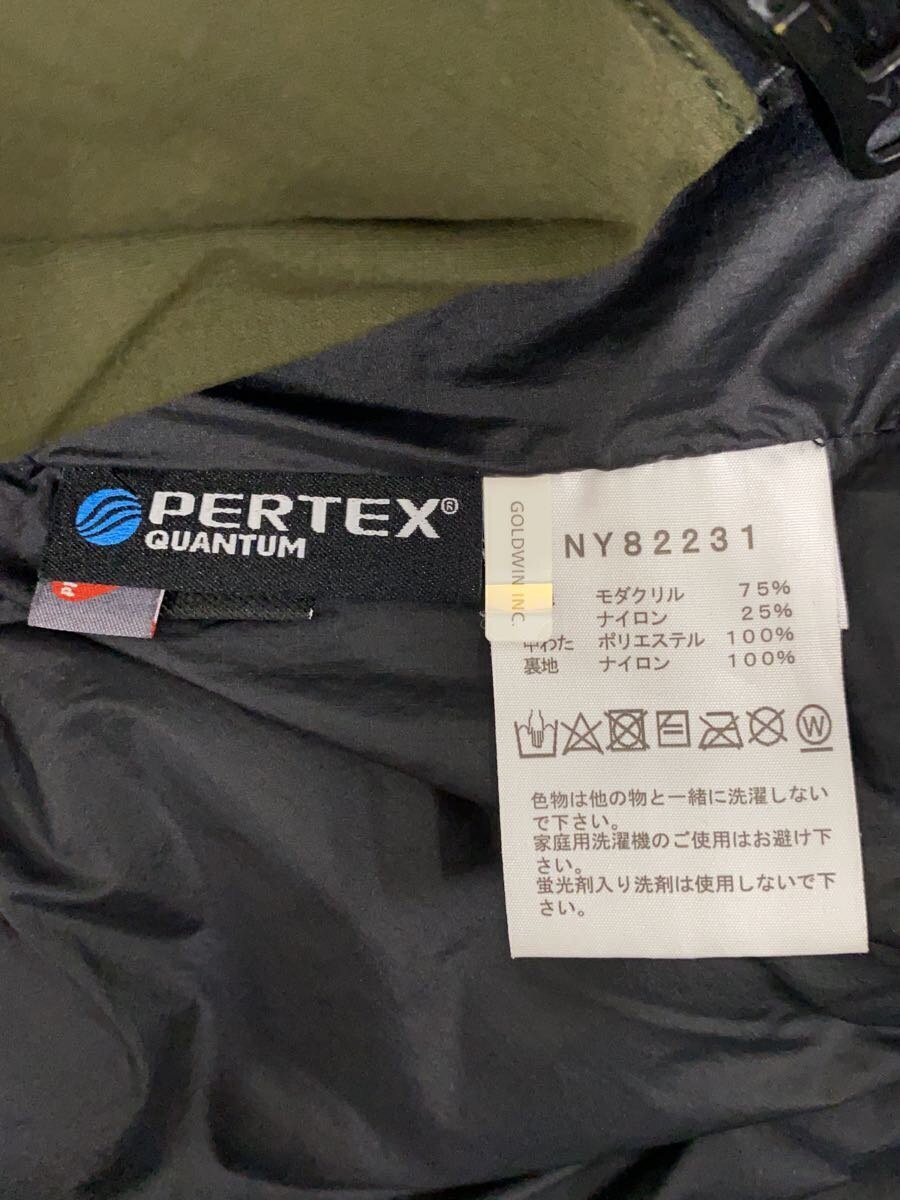 PERTEX®
QUANTUM
GOLDWIN INC.
NY82231
モダクリル 75%
ナイロン 25%
中わた ポリエステル 100%
裏地 ナイロン 100%
W
色物は他の物と一緒に洗濯しない
で下さい。
家庭用洗濯機のご使用はお避け下
さい。
蛍光剤入り洗剤は使用しないで下
さい。